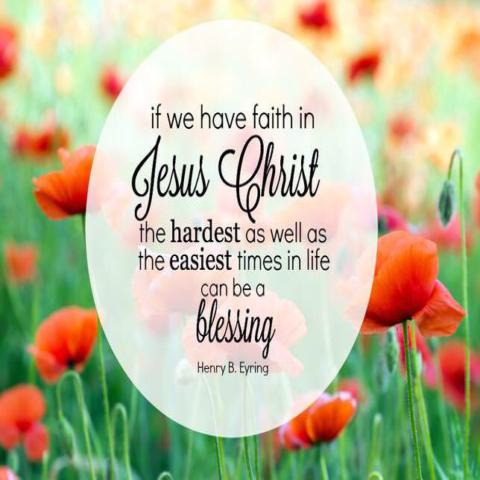 if we have faith in
Jesus Christ
the hardest as well as
the easiest times in life
can be a
blessing
Henry B. Eyring